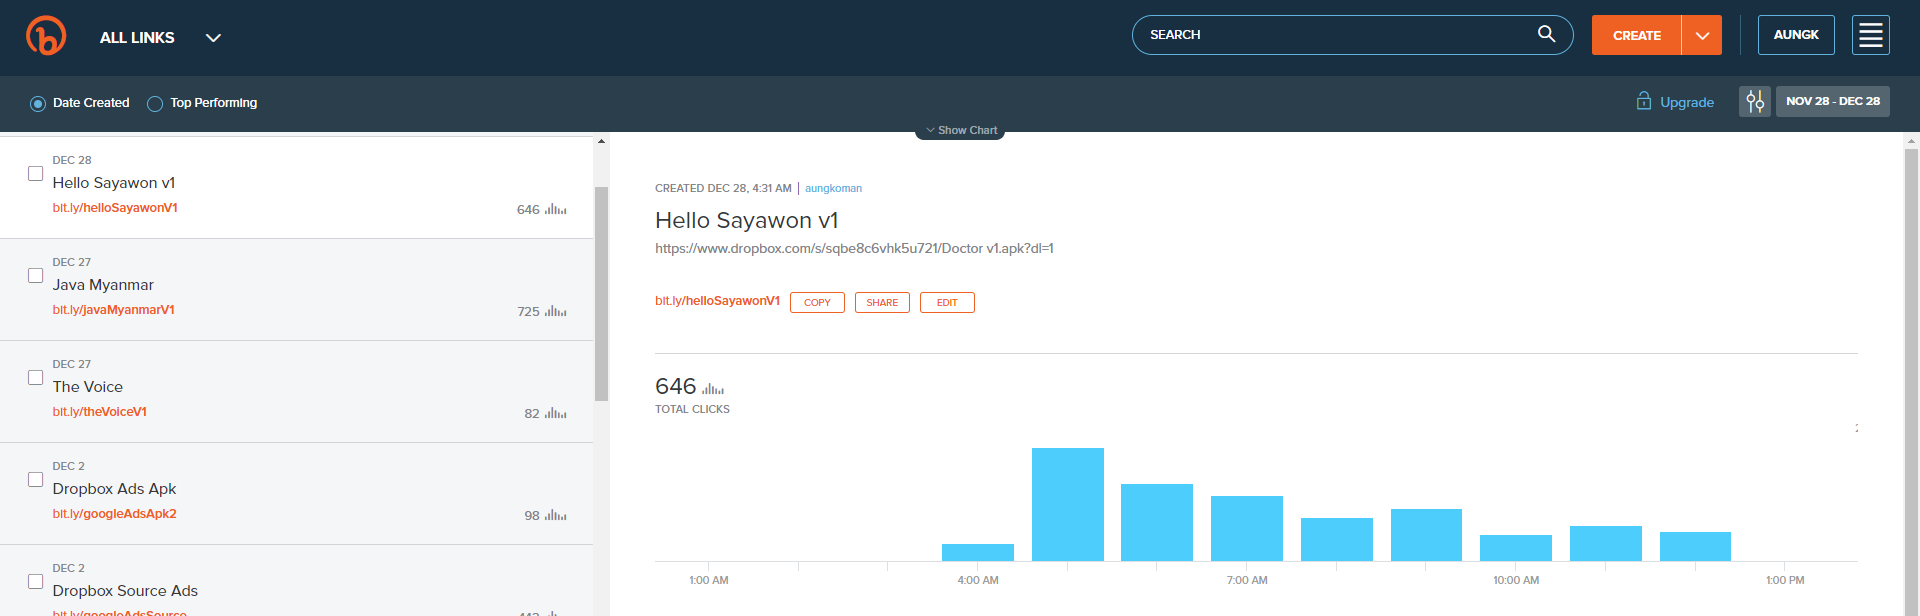 ALL LINKS
SEARCH
CREATE
AUNGK
Date Created
Top Performing
Upgrade
NOV 28 - DEC 28
Show Chart
DEC 28
Hello Sayawon v1
bit.ly/helloSayawonV1
646
DEC 27
Java Myanmar
bit.ly/javaMyanmarV1
725
DEC 27
The Voice
bit.ly/theVoiceV1
82
DEC 2
Dropbox Ads Apk
bit.ly/googleAdsApk2
98
DEC 2
Dropbox Source Ads
bit.ly/googleAdsSource
CREATED DEC 28, 4:31 AM | aungkoman
Hello Sayawon v1
https://www.dropbox.com/s/sqbe8c6vhk5u721/Doctor v1.apk?dl=1
bit.ly/helloSayawonV1
COPY
SHARE
EDIT
646
TOTAL CLICKS
1:00 AM
4:00 AM
7:00 AM
10:00 AM
1:00 PM